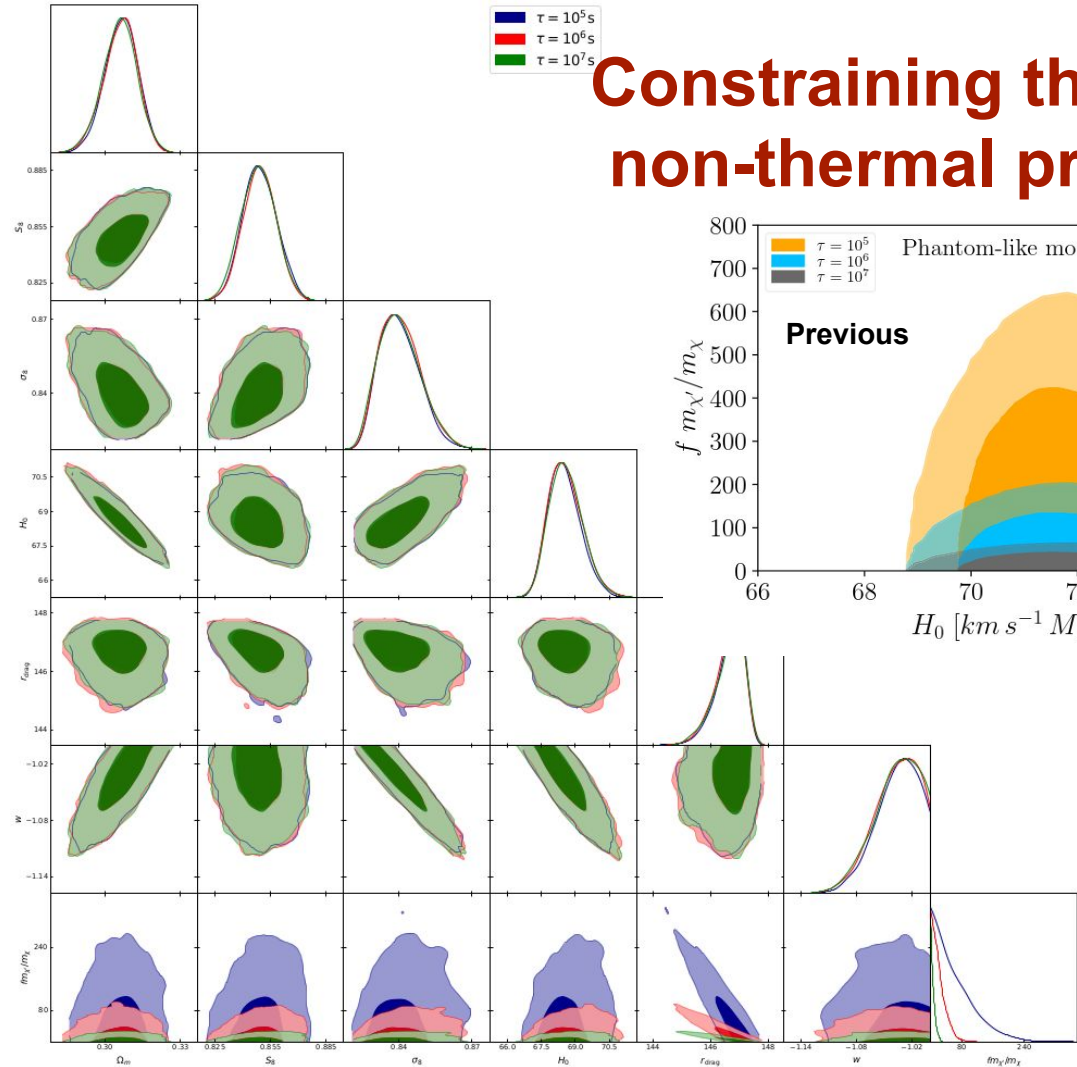 τ = 10⁵s
τ = 10⁶s
τ = 10⁷s
Constraining th
non-thermal pr
0.885
0.855
0.825
S₈
0.87
0.84
σ₈
70.5
69.0
67.5
66.0
H₀
148
146
144
r_drag
−1.02
−1.08
−1.14
w
240
80
fm_χ′/m_χ
0.30 0.33
Ω_m
0.825 0.855 0.885
S₈
0.84 0.87
σ₈
66.0 67.5 69.0 70.5
H₀
144 146 148
r_drag
−1.14 −1.08 −1.02
w
80 240
fm_χ′/m_χ
800
700
600
500
400
300
200
100
0
f m_χ′/m_χ
τ = 10⁵
τ = 10⁶
τ = 10⁷
Phantom-like mo
Previous
66 68 70 7
H₀ [km s⁻¹ M